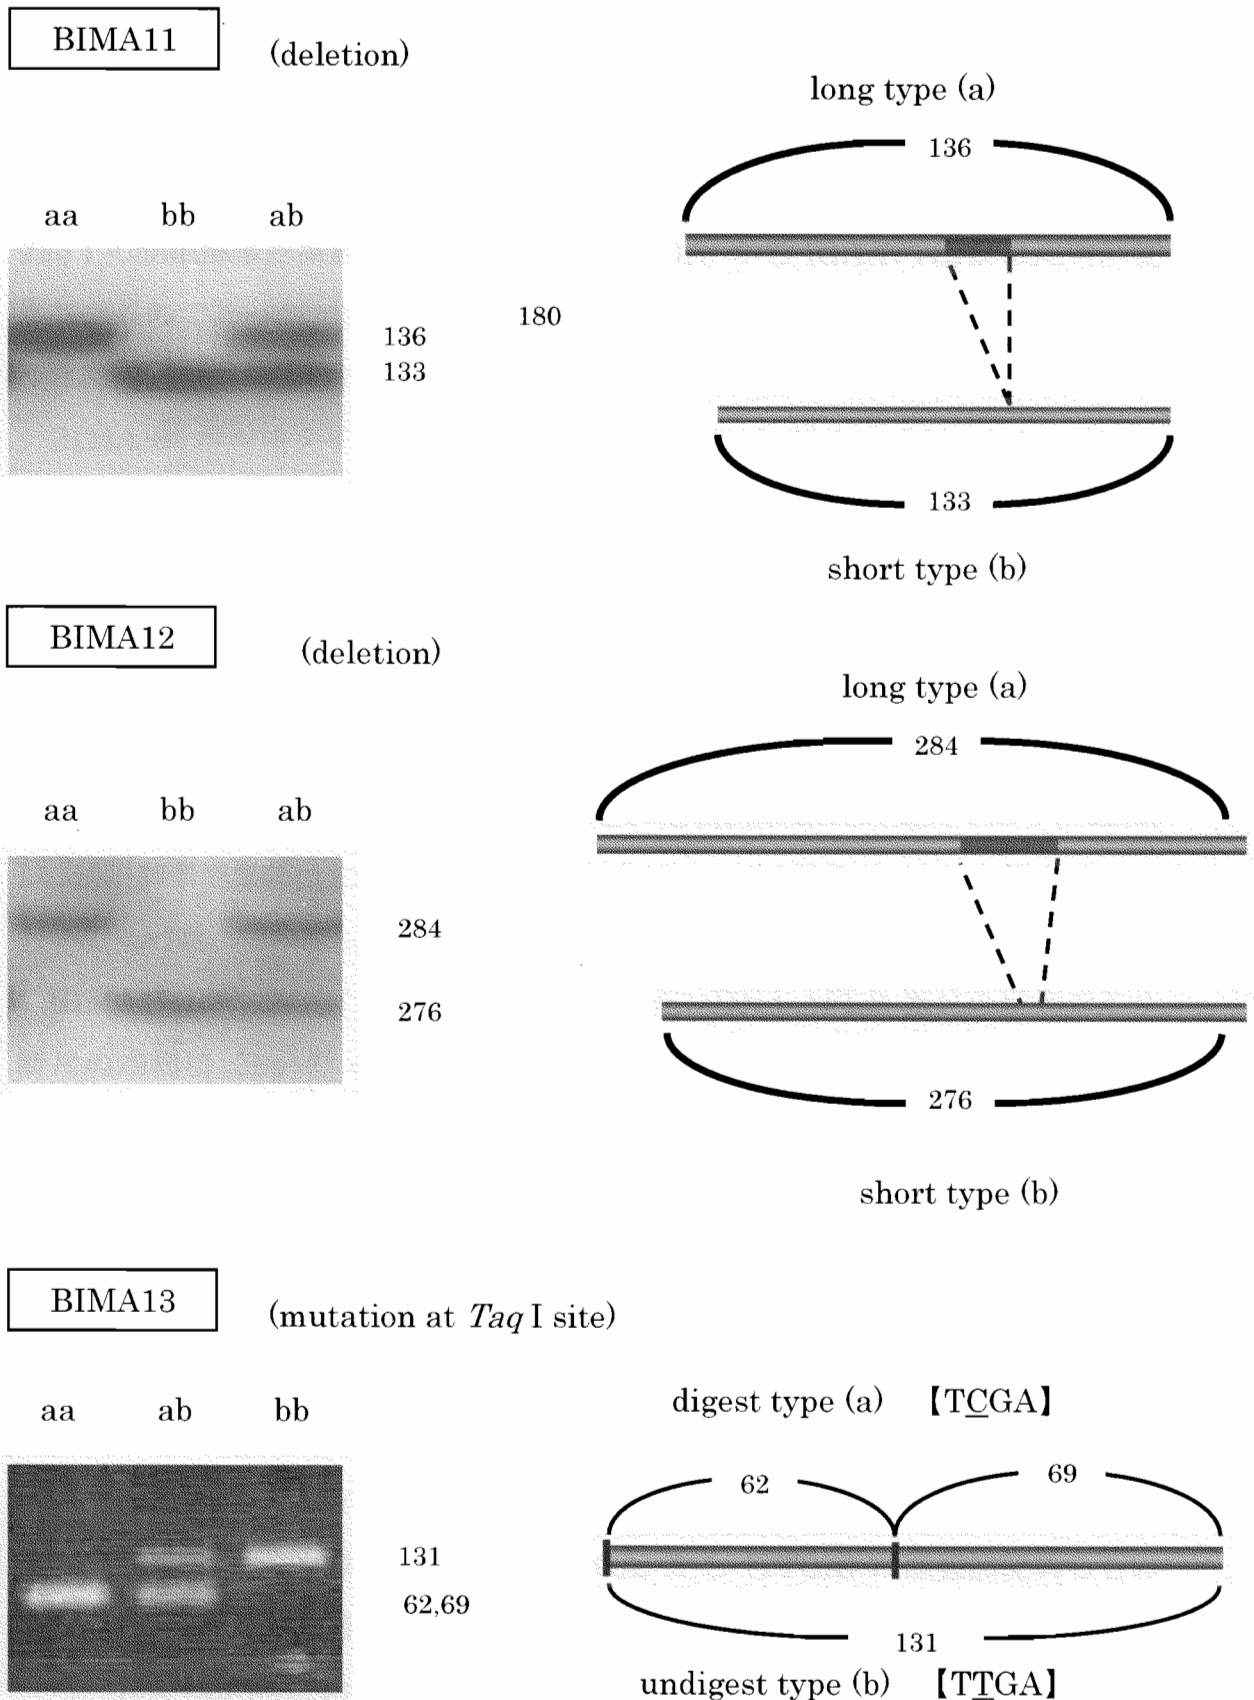 BIMA11
(deletion)
long type (a)
136
aa bb ab
136
133
180
133
short type (b)
BIMA12
(deletion)
long type (a)
284
aa bb ab
284
276
276
short type (b)
BIMA13
(mutation at Taq I site)
aa ab bb
digest type (a) 【TCGA】
62
69
131
62,69
131
undigest type (b) 【TTGA】